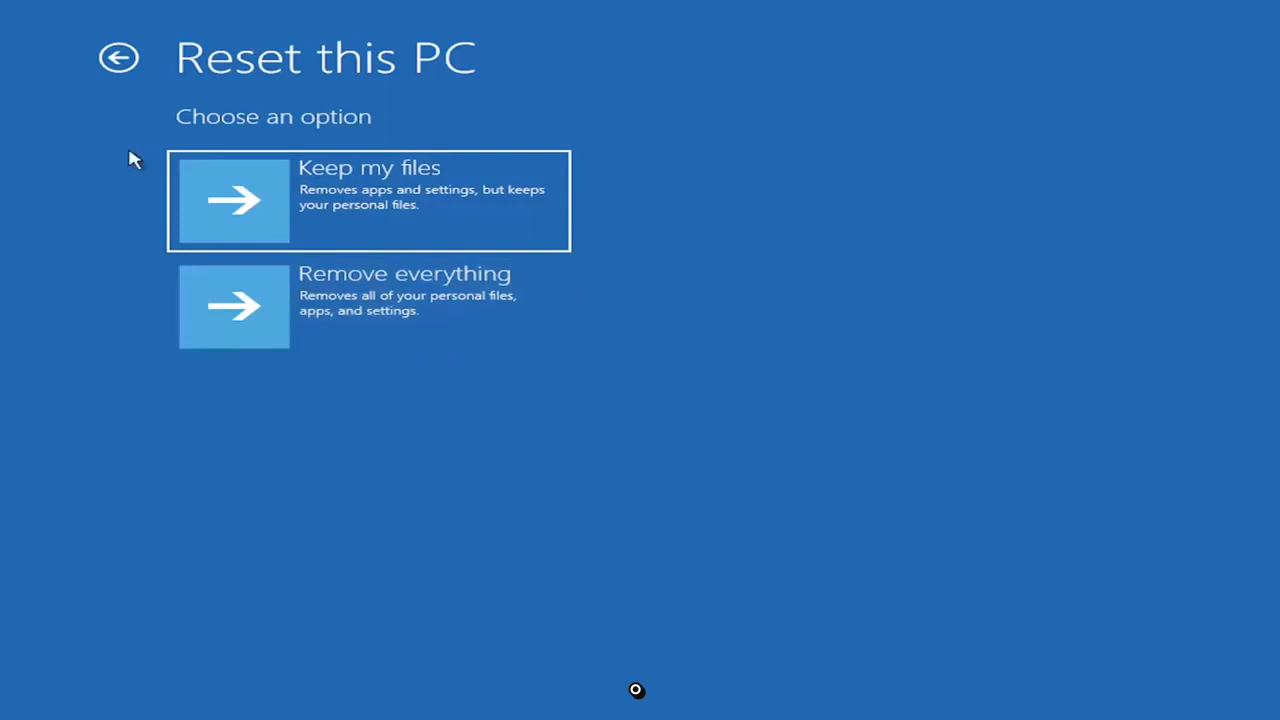 Reset this PC
Choose an option
Keep my files
Removes apps and settings, but keeps
your personal files.
Remove everything
Removes all of your personal files,
apps, and settings.